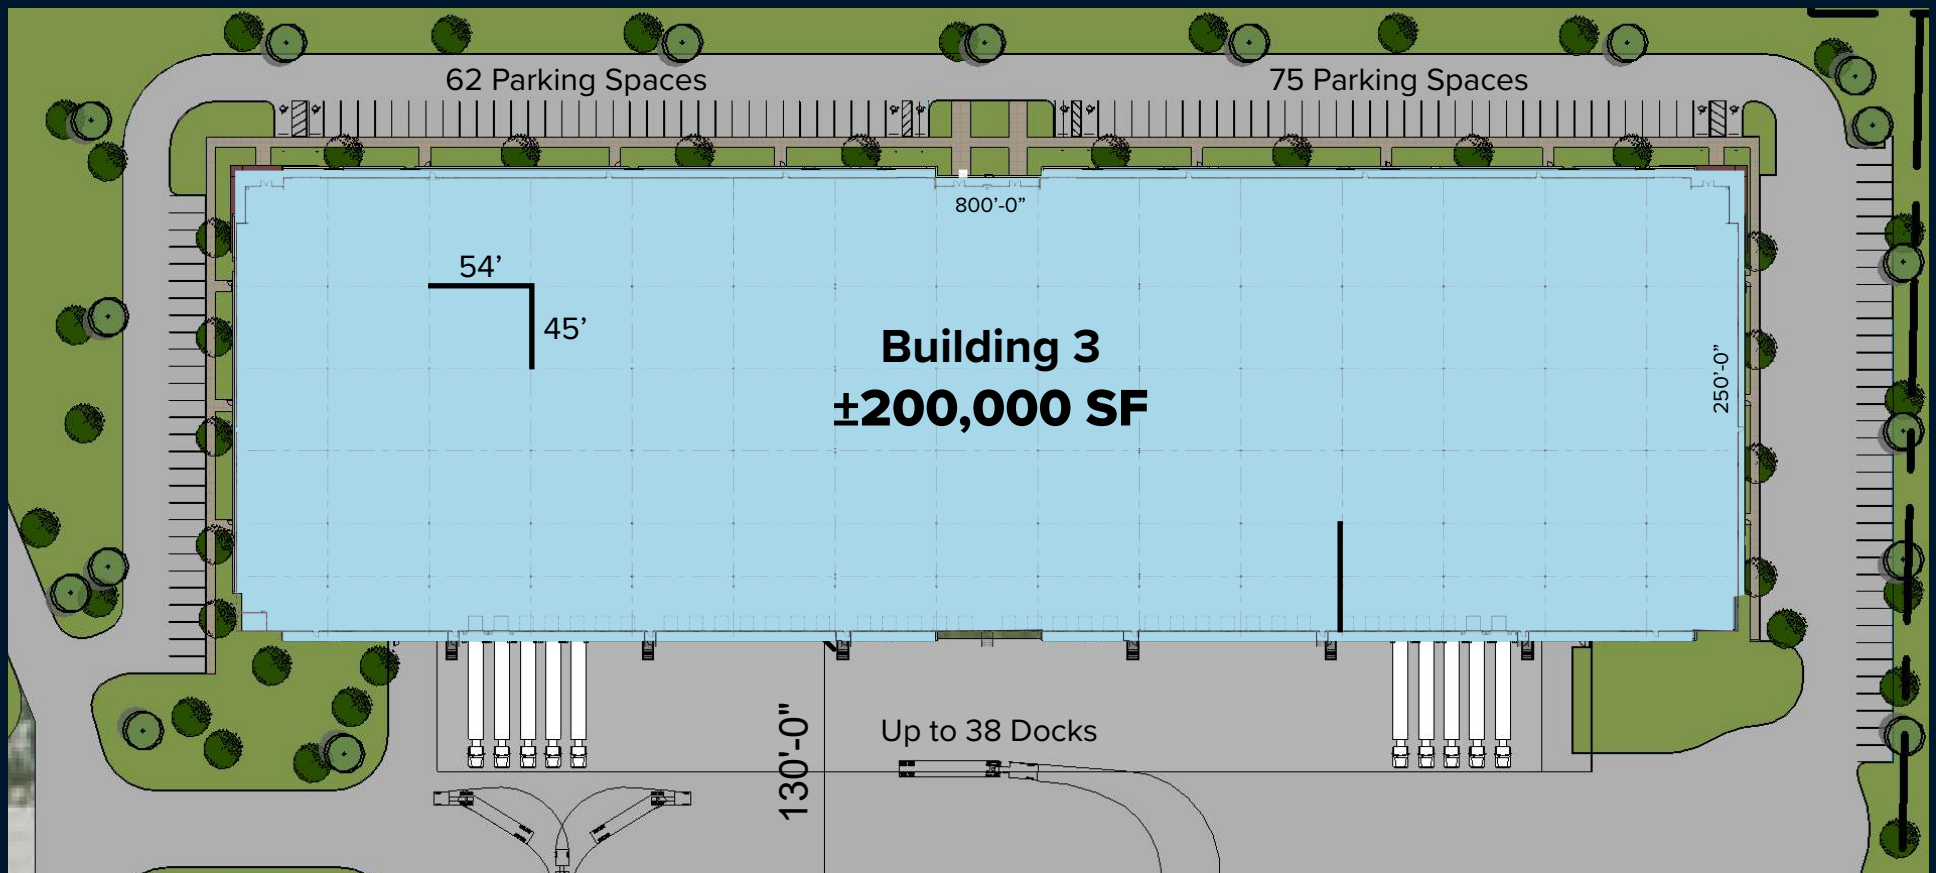 62 Parking Spaces
75 Parking Spaces
800'-0”
54’
45’
Building 3
±200,000 SF
250'-0”
Up to 38 Docks
130'-0"